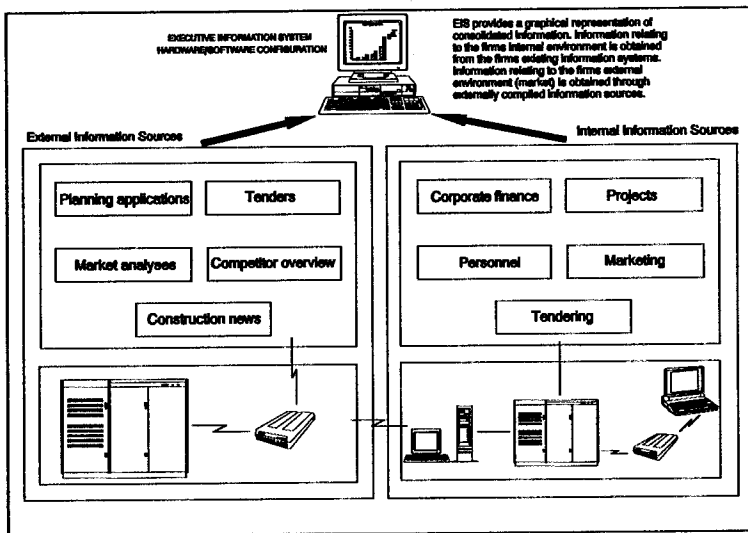 EXECUTIVE INFORMATION SYSTEM
HARDWARE/SOFTWARE CONFIGURATION
EIS provides a graphical representation of
consolidated information. Information relating
to the firms internal environment is obtained
from the firms existing information systems.
Information relating to the firms external
environment (market) is obtained through
externally compiled information sources.
External Information Sources
Internal Information Sources
Planning applications
Tenders
Market analyses
Competitor overview
Construction news
Corporate finance
Projects
Personnel
Marketing
Tendering